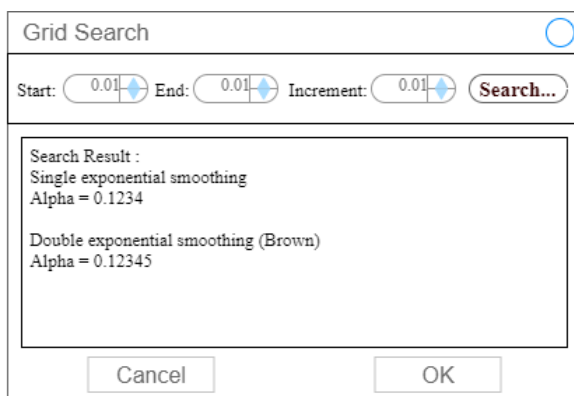 Grid Search
Start: 0.01 End: 0.01 Increment: 0.01 Search...
Search Result :
Single exponential smoothing
Alpha = 0.1234
Double exponential smoothing (Brown)
Alpha = 0.12345
Cancel OK